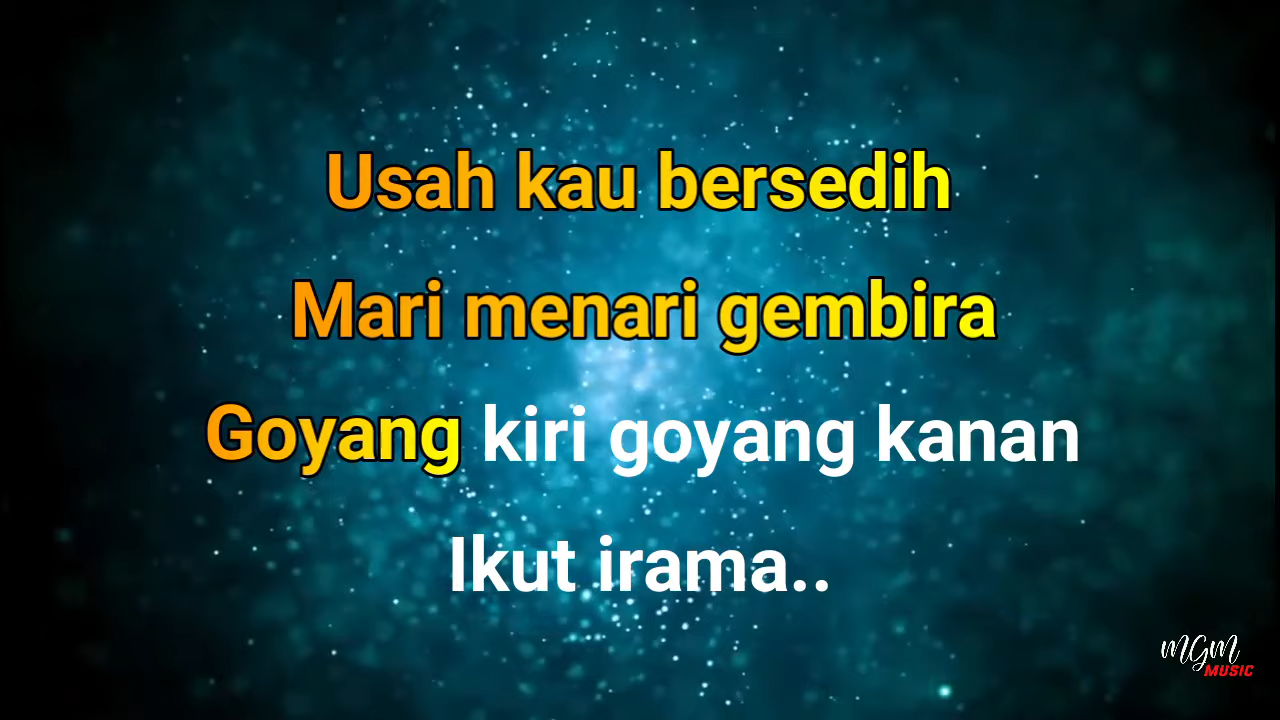 Usah kau bersedih
Mari menari gembira
Goyang kiri goyang kanan
Ikut irama..
MGM
MUSIC